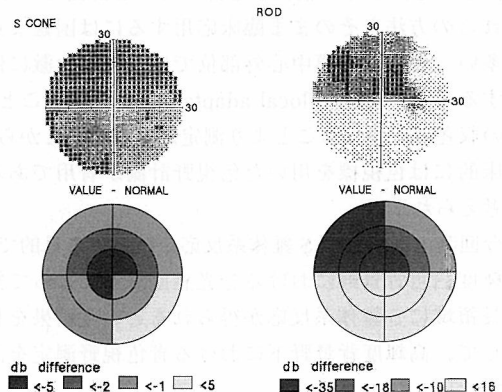 S CONE
ROD
30
30
30
30
VALUE - NORMAL
VALUE - NORMAL
db difference
<-5 <-2 <-1 <5
db difference
<-35 <-18 <-10 <16